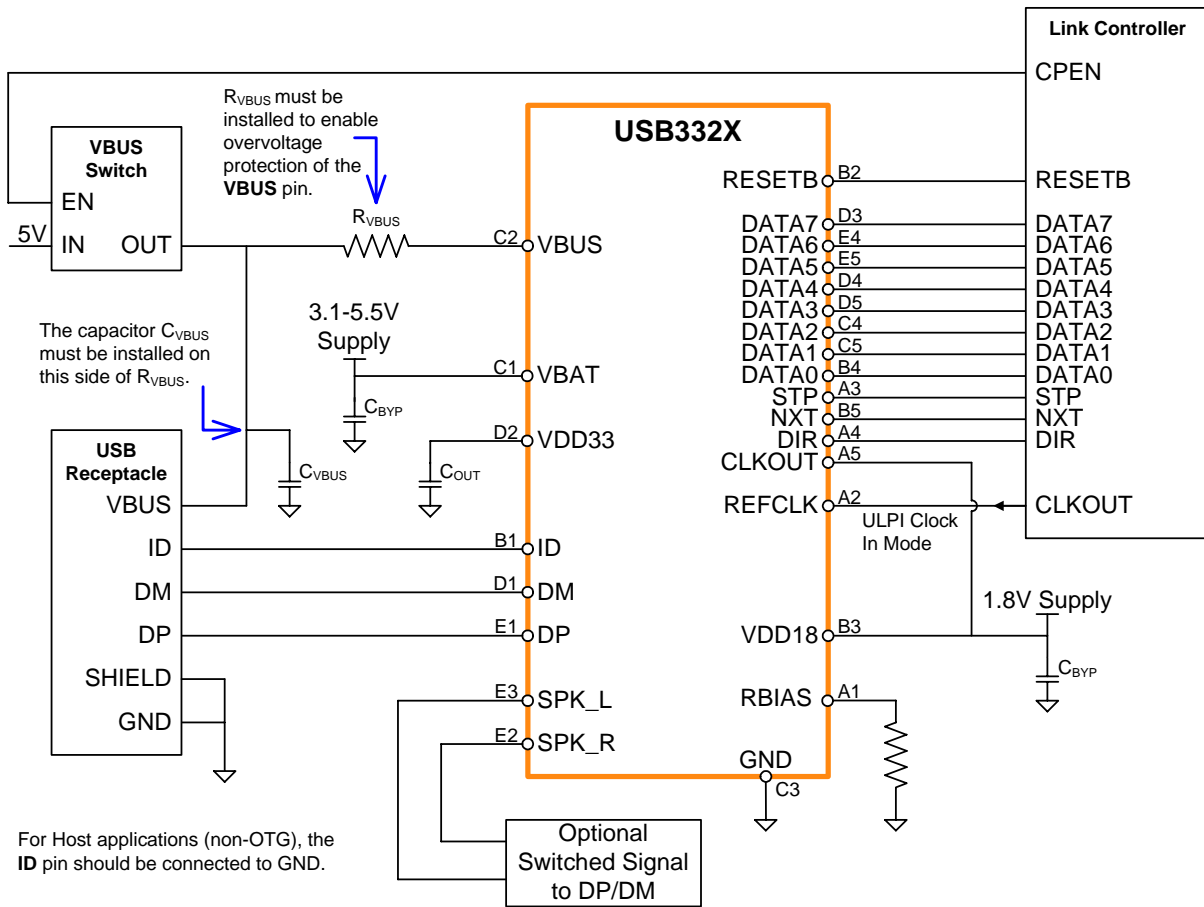 Link Controller
CPEN
RESETB
DATA7
DATA6
DATA5
DATA4
DATA3
DATA2
DATA1
DATA0
STP
NXT
DIR
CLKOUT
RVBUS must be
installed to enable
overvoltage
protection of the
VBUS pin.
VBUS
Switch
EN
5V
IN
OUT
RVBUS
USB332X
C2
VBUS
3.1-5.5V
Supply
C1
VBAT
CBYP
D2
VDD33
COUT
The capacitor CVBUS
must be installed on
this side of RVBUS.
CVBUS
USB
Receptacle
VBUS
ID
DM
DP
SHIELD
GND
B1
ID
D1
DM
E1
DP
E3
SPK_L
E2
SPK_R
RESETB
B2
DATA7
D3
DATA6
E4
DATA5
E5
DATA4
D4
DATA3
D5
DATA2
C4
DATA1
C5
DATA0
B4
STP
A3
NXT
B5
DIR
A4
CLKOUT
A5
REFCLK
A2
ULPI Clock
In Mode
1.8V Supply
VDD18
B3
CBYP
RBIAS
A1
GND
C3
For Host applications (non-OTG), the
ID pin should be connected to GND.
Optional
Switched Signal
to DP/DM